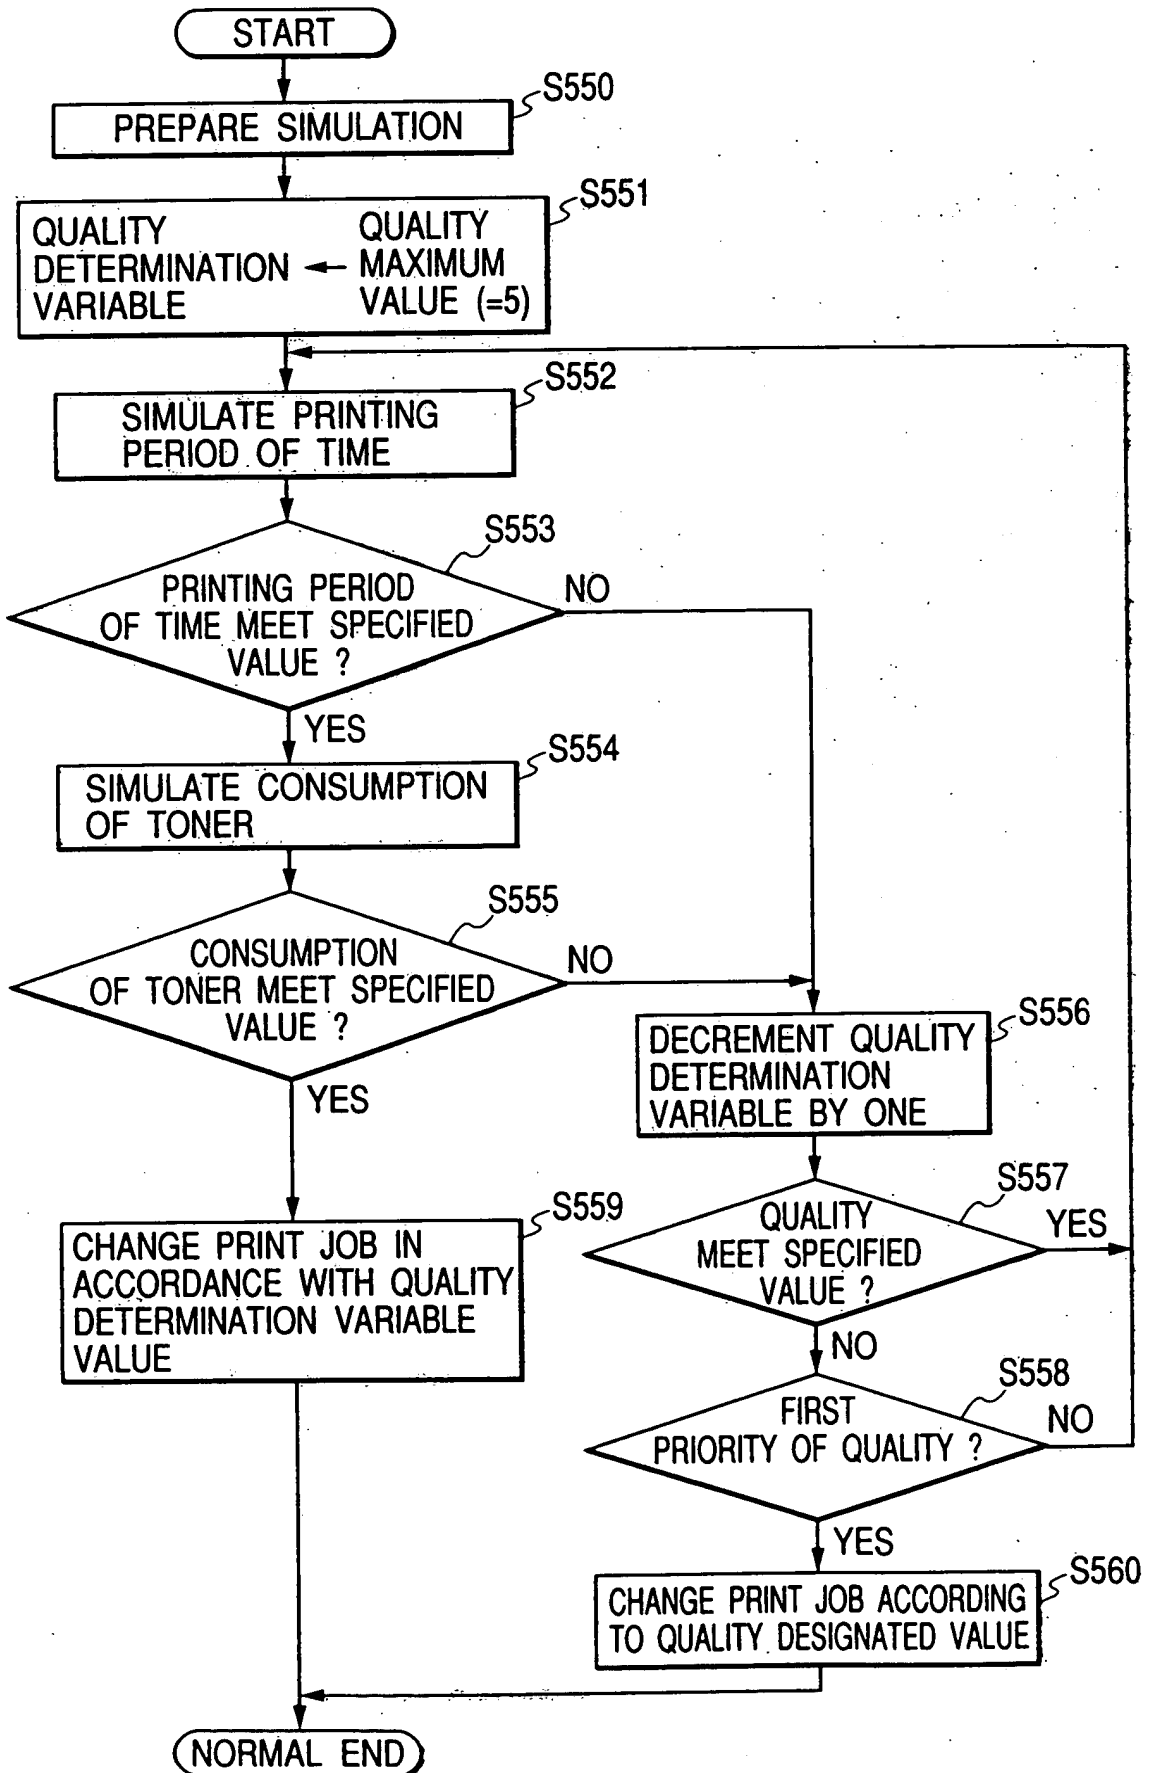 START
S550
PREPARE SIMULATION
S551
QUALITY
DETERMINATION
VARIABLE
QUALITY
MAXIMUM
VALUE (=5)
S552
SIMULATE PRINTING
PERIOD OF TIME
S553
PRINTING PERIOD
OF TIME MEET SPECIFIED
VALUE ?
NO
YES
S554
SIMULATE CONSUMPTION
OF TONER
S555
CONSUMPTION
OF TONER MEET SPECIFIED
VALUE ?
NO
YES
S556
DECREMENT QUALITY
DETERMINATION
VARIABLE BY ONE
S557
QUALITY
MEET SPECIFIED
VALUE ?
YES
NO
S558
FIRST
PRIORITY OF QUALITY ?
NO
YES
S559
CHANGE PRINT JOB IN
ACCORDANCE WITH QUALITY
DETERMINATION VARIABLE
VALUE
S560
CHANGE PRINT JOB ACCORDING
TO QUALITY DESIGNATED VALUE
NORMAL END